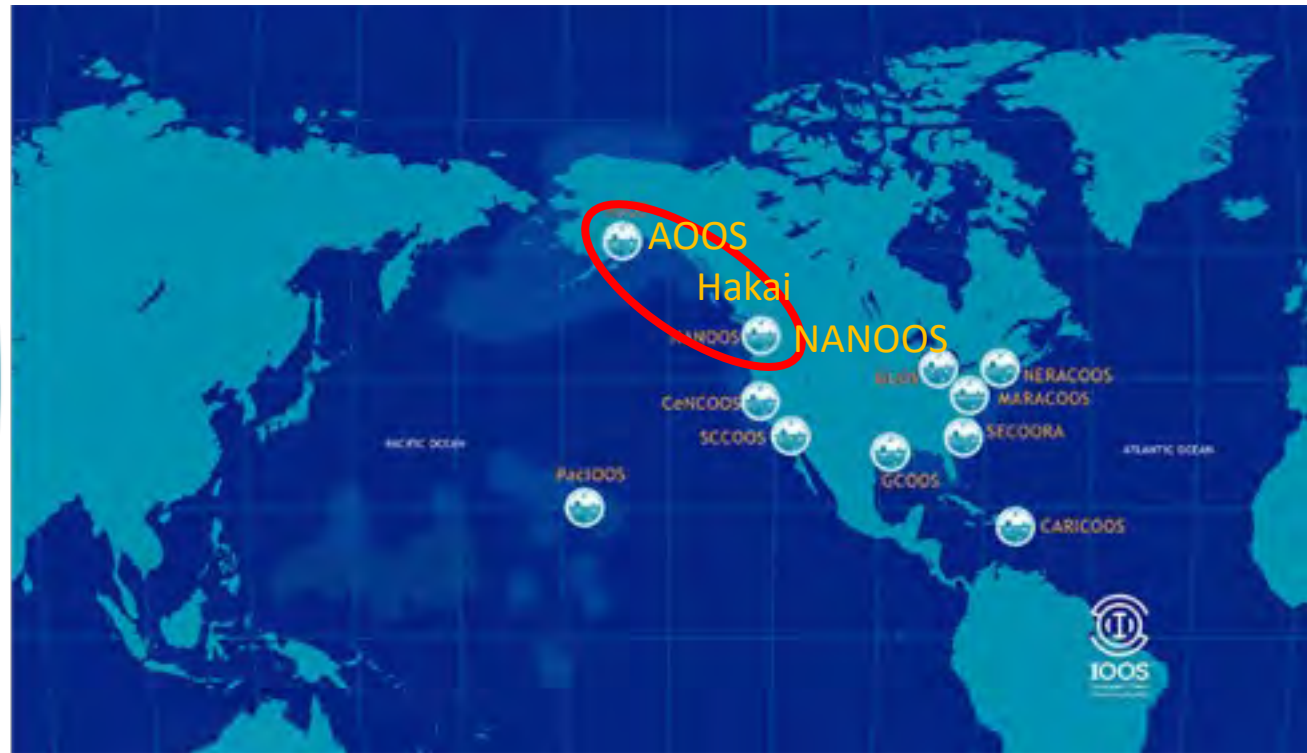 AOOS
Hakai
NANOOS
NANOOS
GLOS
NERACOOS
MARACOOS
CeNCOOS
SCCOOS
SECOORA
PACIFIC OCEAN
ATLANTIC OCEAN
GCOOS
PacIOOS
CARICOOS
IOOS